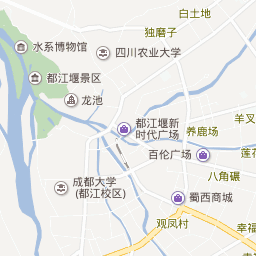 白土地
独磨子
水系博物馆
四川农业大学
都江堰景区
龙池
都江堰新
时代广场
养鹿场
羊叉
百伦广场
莲花
八角碾
成都大学
(都江校区)
蜀西商城
观凤村
幸福